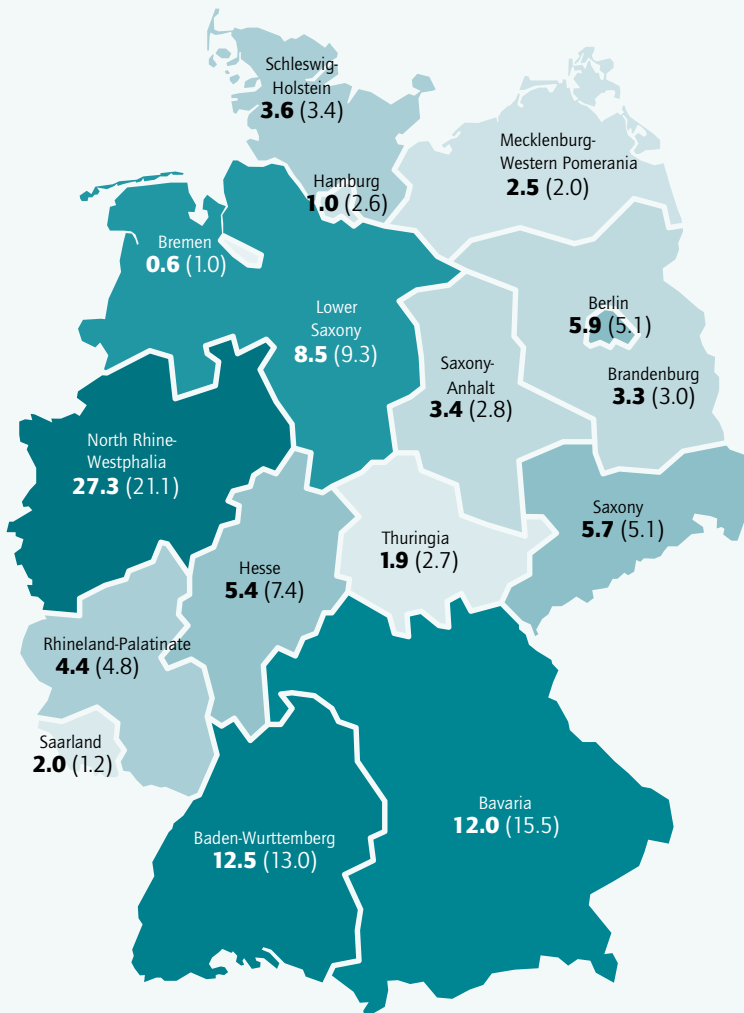 Schleswig-
Holstein
3.6 (3.4)
Mecklenburg-
Western Pomerania
2.5 (2.0)
Hamburg
1.0 (2.6)
Bremen
0.6 (1.0)
Lower
Saxony
8.5 (9.3)
Berlin
5.9 (5.1)
Saxony-
Anhalt
3.4 (2.8)
Brandenburg
3.3 (3.0)
North Rhine-
Westphalia
27.3 (21.1)
Saxony
5.7 (5.1)
Thuringia
1.9 (2.7)
Hesse
5.4 (7.4)
Rhineland-Palatinate
4.4 (4.8)
Saarland
2.0 (1.2)
Bavaria
12.0 (15.5)
Baden-Wurttemberg
12.5 (13.0)